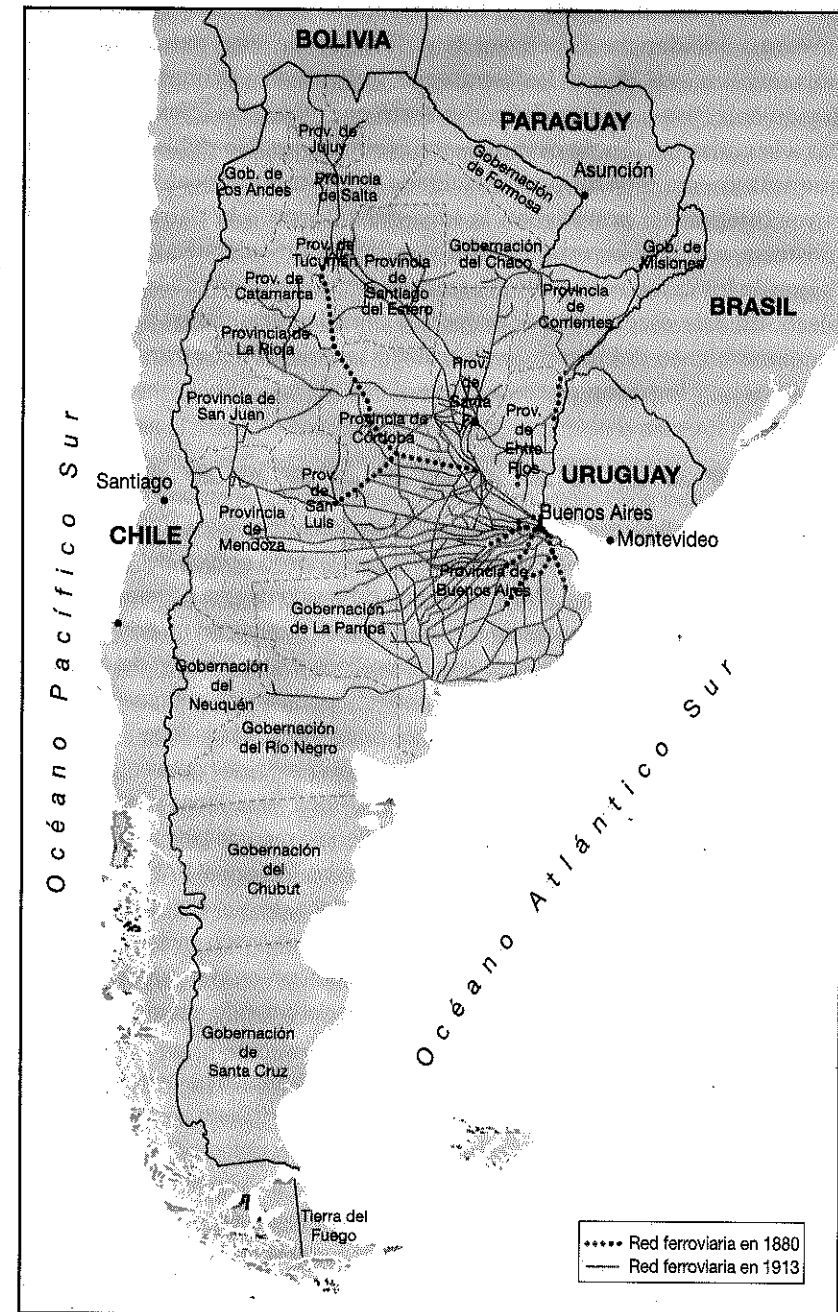 BOLIVIA
PARAGUAY
Prov. de
Jujuy
Gobernación
de Formosa
Asunción
Gob. de
Los Andes
Provincia
de Salta
Prov. de
Tucumán
Provincia
de
Santiago
del Estero
Gobernación
del Chaco
Gob. de
Misiones
Prov. de
Catamarca
Provincia
de
Corrientes
BRASIL
Provincia de
La Rioja
Prov.
de
Santa
Fe
Provincia de
San Juan
Prov.
de
Entre
Ríos
Provincia de
Córdoba
URUGUAY
Santiago
Prov.
de
San
Luis
Provincia
de
Mendoza
CHILE
Buenos Aires
Montevideo
Provincia de
Buenos Aires
Gobernación
de La Pampa
Gobernación
del
Neuquén
Gobernación
del Río Negro
Océano Pacífico Sur
Océano Atlántico Sur
Gobernación
del
Chubut
Gobernación
de
Santa Cruz
Tierra del
Fuego
Red ferroviaria en 1880
Red ferroviaria en 1913